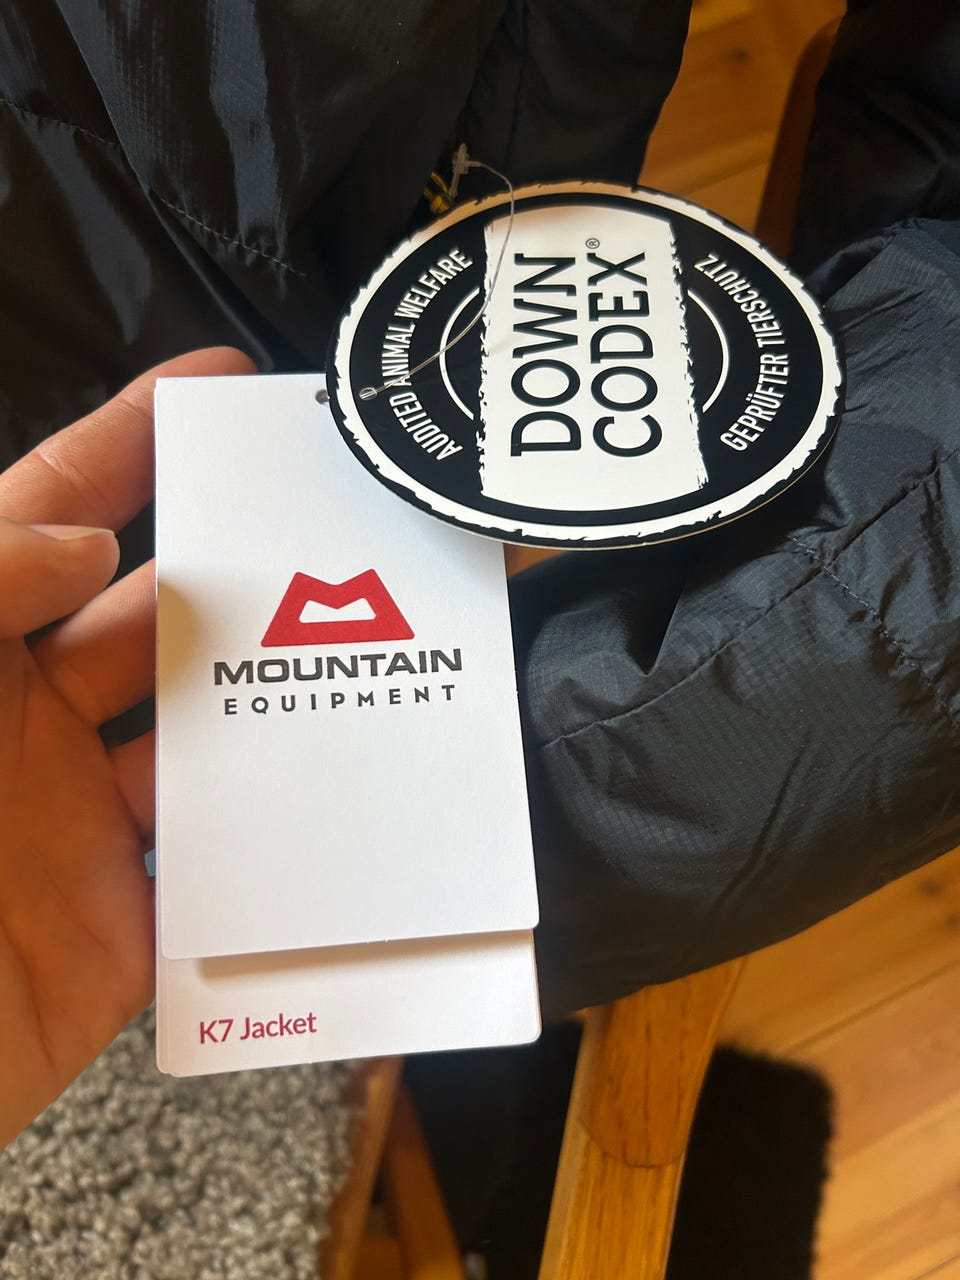 AUDITED ANIMAL WELFARE
DOWN
CODEX®
GEPRÜFTER TIERSCHUTZ
MOUNTAIN
EQUIPMENT
K7 Jacket